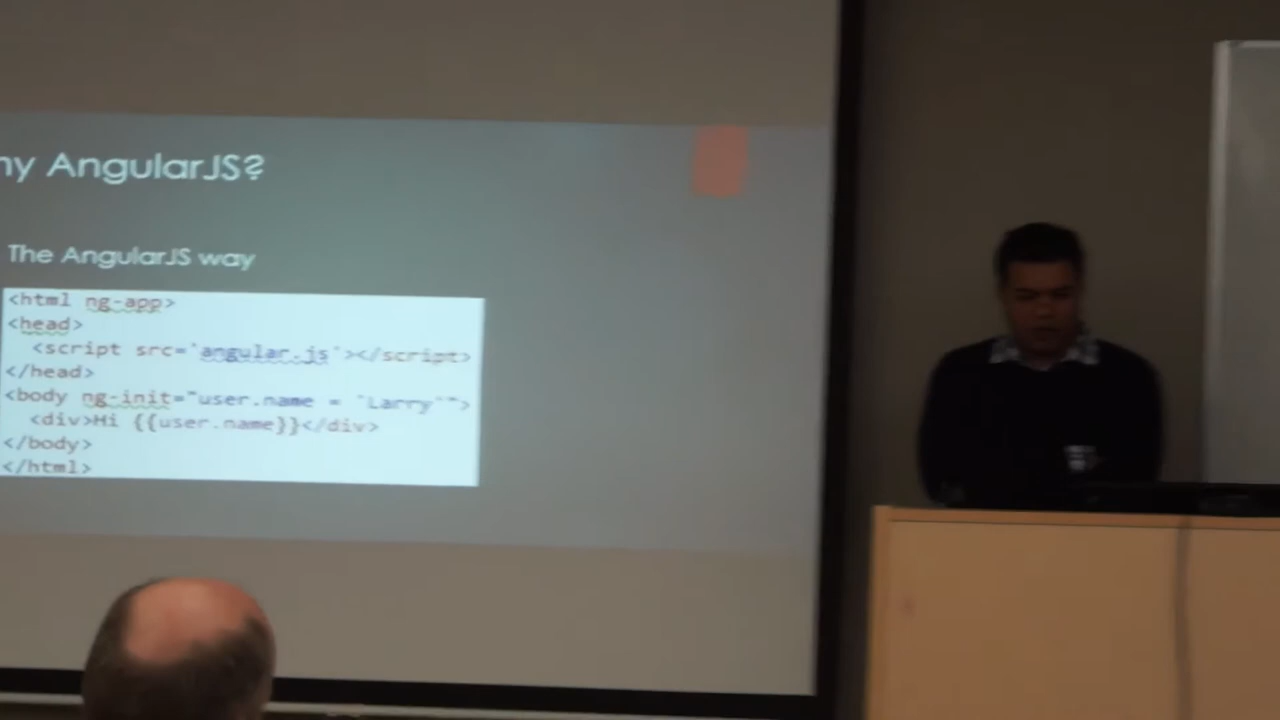 hy AngularJS?
The AngularJS way
<html ng-app>
<head>
<script src='angular.js'></script>
</head>
<body ng-init="user.name = 'Larry'">
<div>Hi {{user.name}}</div>
</body>
</html>